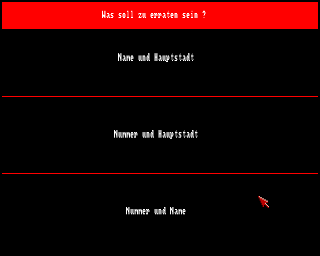 Was soll zu erraten sein ?
Name und Hauptstadt
Nummer und Hauptstadt
Nummer und Name